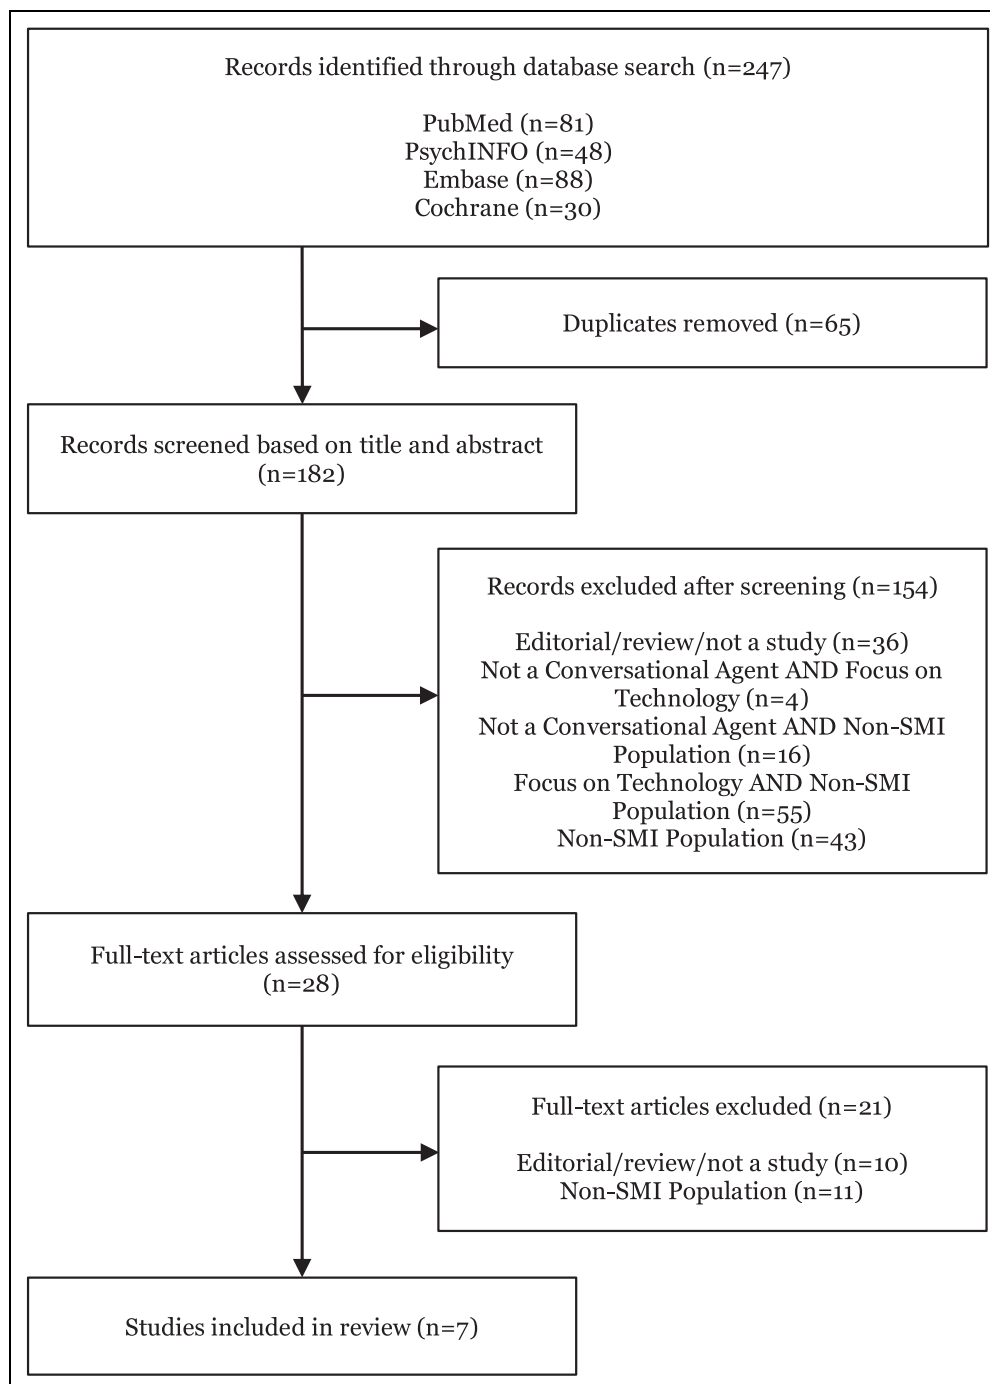 Records identified through database search (n=247)
PubMed (n=81)
PsychINFO (n=48)
Embase (n=88)
Cochrane (n=30)
Duplicates removed (n=65)
Records screened based on title and abstract
(n=182)
Records excluded after screening (n=154)
Editorial/review/not a study (n=36)
Not a Conversational Agent AND Focus on
Technology (n=4)
Not a Conversational Agent AND Non-SMI
Population (n=16)
Focus on Technology AND Non-SMI
Population (n=55)
Non-SMI Population (n=43)
Full-text articles assessed for eligibility
(n=28)
Full-text articles excluded (n=21)
Editorial/review/not a study (n=10)
Non-SMI Population (n=11)
Studies included in review (n=7)